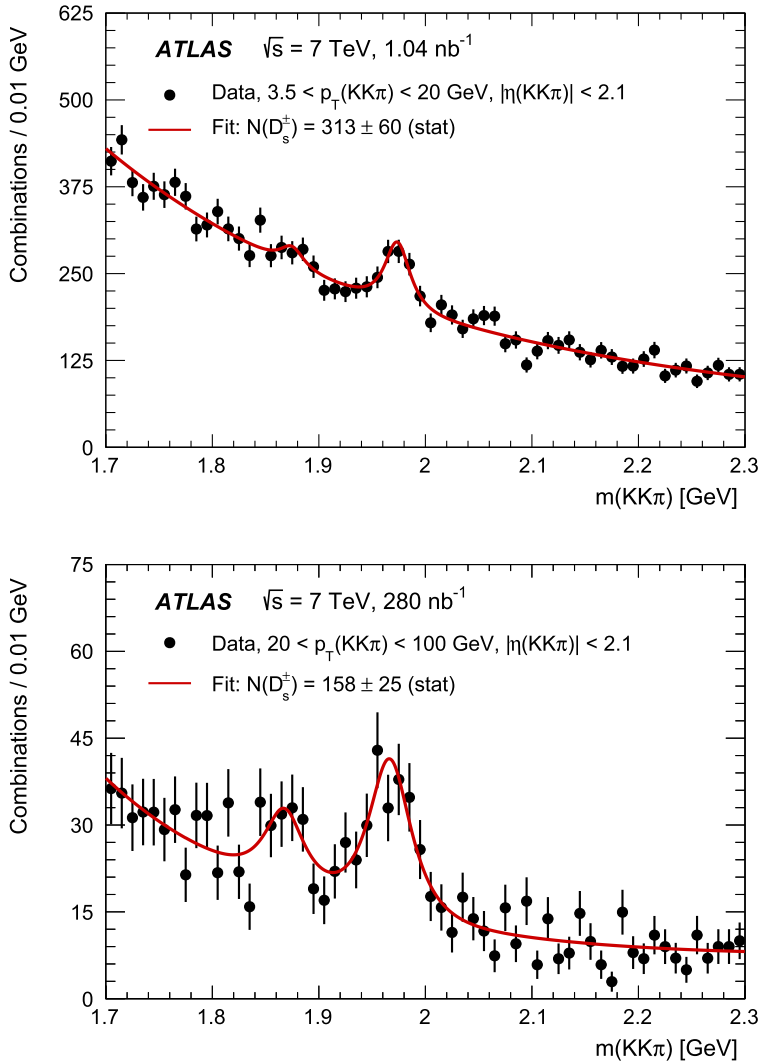 Combinations / 0.01 GeV
625
500
375
250
125
0
ATLAS √s = 7 TeV, 1.04 nb⁻¹
Data, 3.5 < p_T(KKπ) < 20 GeV, |η(KKπ)| < 2.1
Fit: N(D_s^±) = 313 ± 60 (stat)
1.7 1.8 1.9 2 2.1 2.2 2.3
m(KKπ) [GeV]
Combinations / 0.01 GeV
75
60
45
30
15
0
ATLAS √s = 7 TeV, 280 nb⁻¹
Data, 20 < p_T(KKπ) < 100 GeV, |η(KKπ)| < 2.1
Fit: N(D_s^±) = 158 ± 25 (stat)
1.7 1.8 1.9 2 2.1 2.2 2.3
m(KKπ) [GeV]